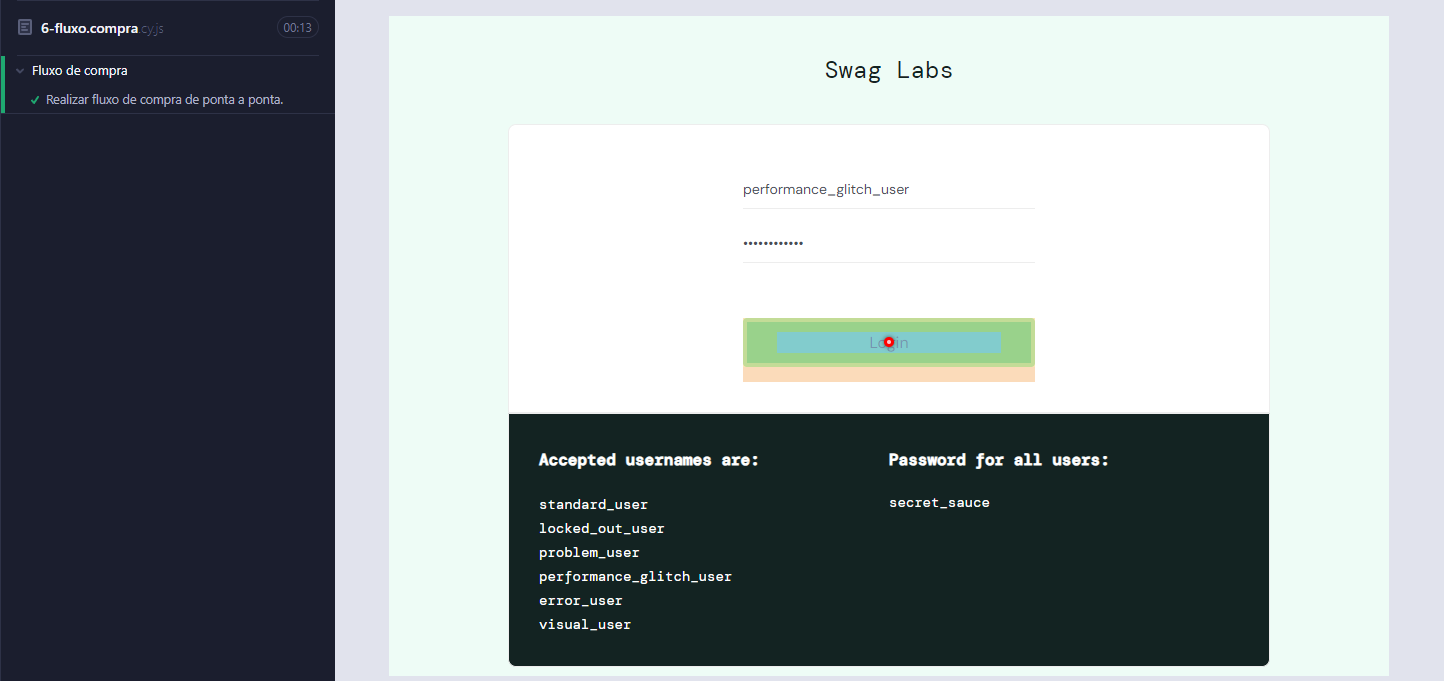 6-fluxo.compra.cy.js
00:13
Fluxo de compra
Realizar fluxo de compra de ponta a ponta.
Swag Labs
performance_glitch_user
••••••••••••
Login
Accepted usernames are:
standard_user
locked_out_user
problem_user
performance_glitch_user
error_user
visual_user
Password for all users:
secret_sauce